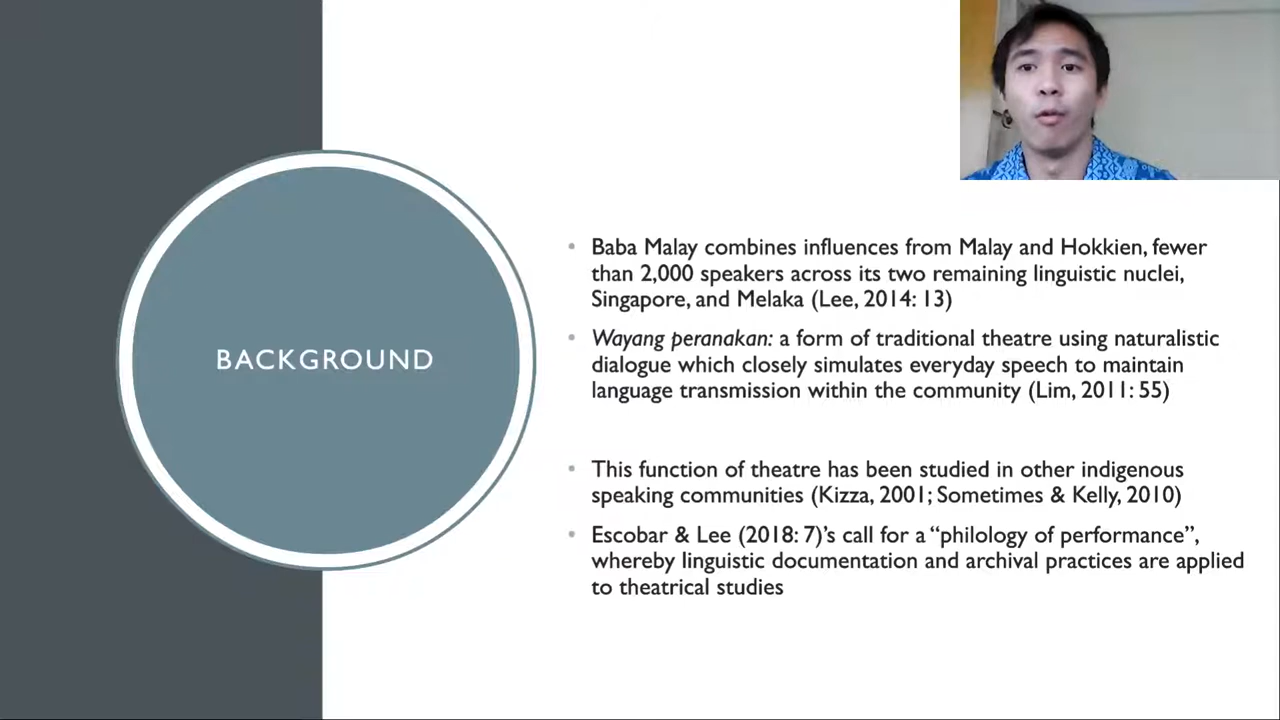 BACKGROUND
• Baba Malay combines influences from Malay and Hokkien, fewer
than 2,000 speakers across its two remaining linguistic nuclei,
Singapore, and Melaka (Lee, 2014: 13)
• Wayang peranakan: a form of traditional theatre using naturalistic
dialogue which closely simulates everyday speech to maintain
language transmission within the community (Lim, 2011: 55)
• This function of theatre has been studied in other indigenous
speaking communities (Kizza, 2001; Sometimes & Kelly, 2010)
• Escobar & Lee (2018: 7)’s call for a “philology of performance”,
whereby linguistic documentation and archival practices are applied
to theatrical studies